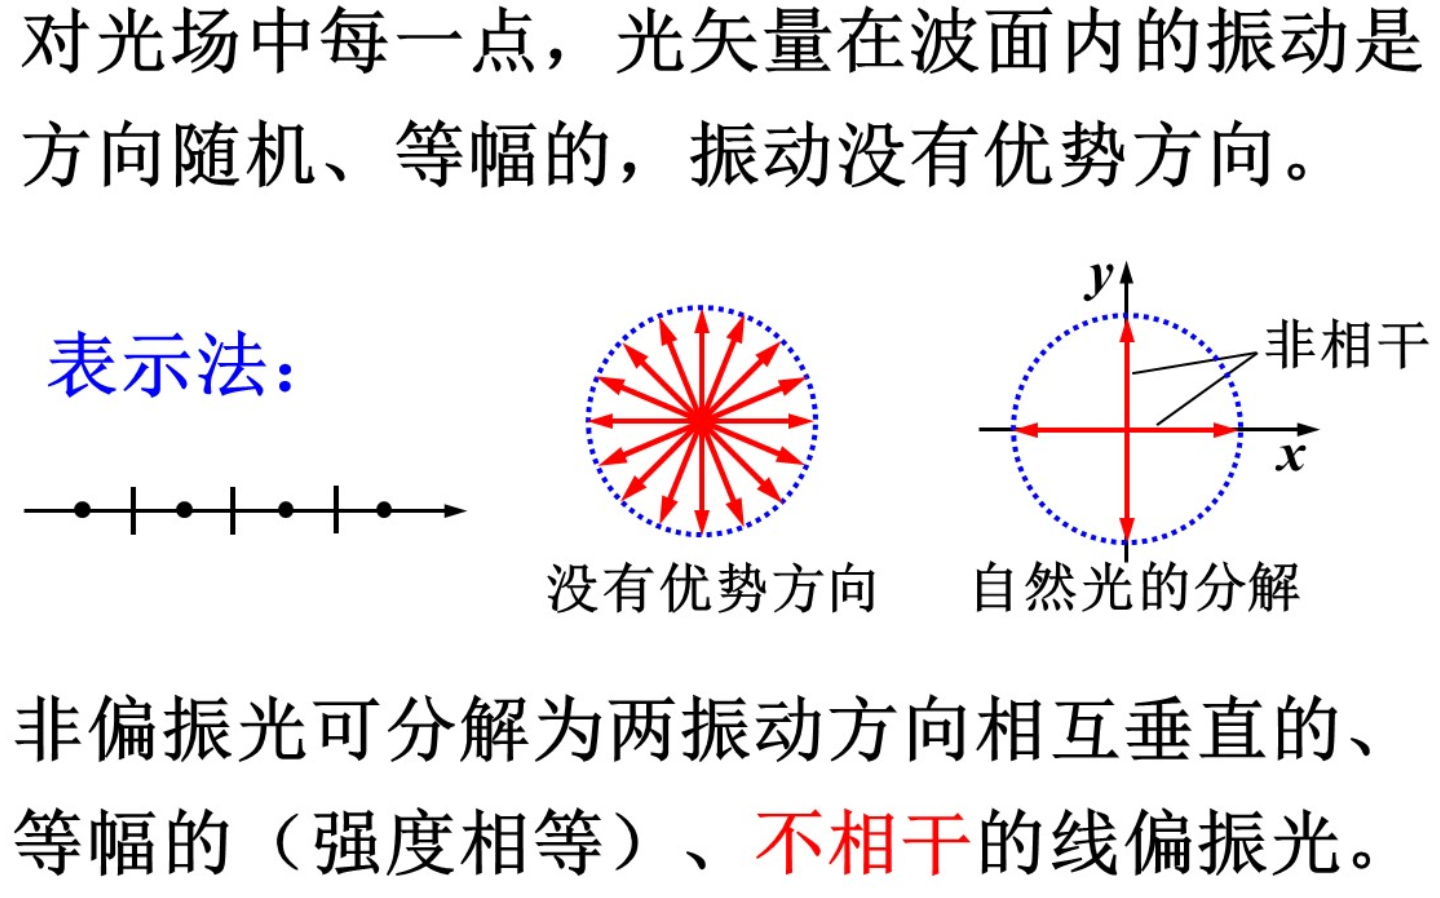 对光场中每一点，光矢量在波面内的振动是
方向随机、等幅的，振动没有优势方向。
表示法：
y
非相干
x
没有优势方向
自然光的分解
非偏振光可分解为两振动方向相互垂直的、
等幅的（强度相等）、不相干的线偏振光。